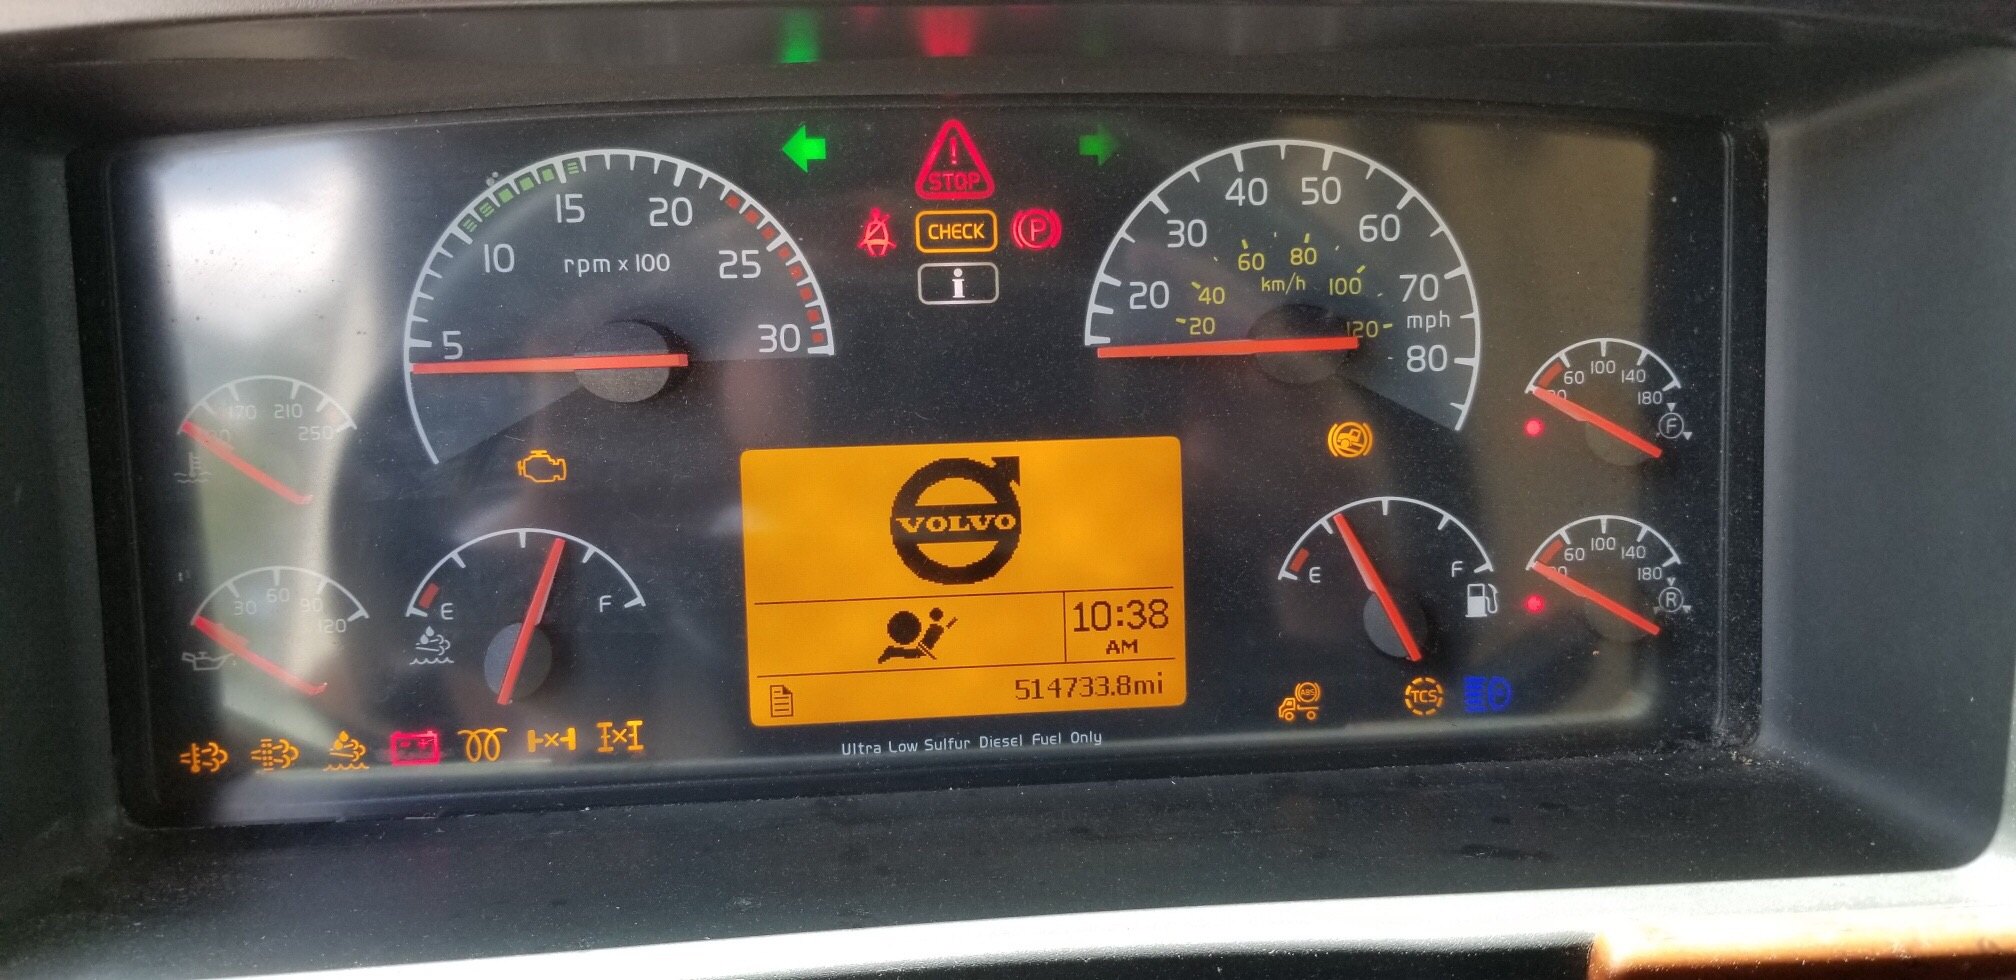 STOP
CHECK
P
i
5
10
15
20
25
30
rpm x 100
20
30
40
50
60
70
80
mph
20
40
60
80
100
120
km/h
170
210
250
30
60
90
120
E
F
VOLVO
10:38
AM
514733.8mi
E
F
60
100
140
180
F
60
100
140
180
R
ABS
TCS
Ultra Low Sulfur Diesel Fuel Only